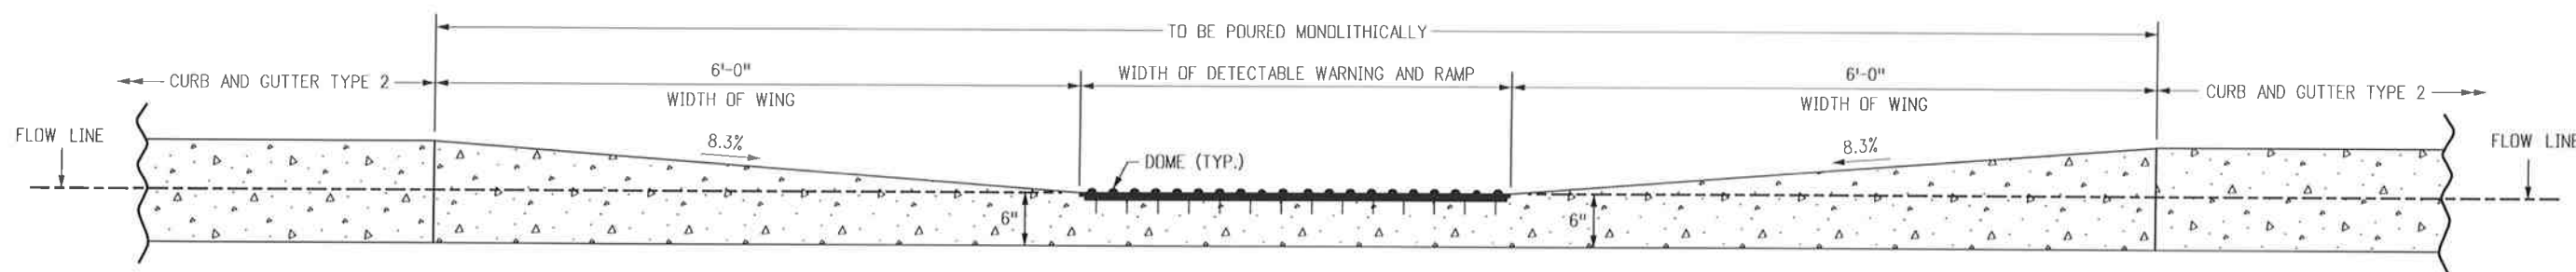 TO BE POURED MONOLITHICALLY
CURB AND GUTTER TYPE 2
6'-0"
WIDTH OF WING
WIDTH OF DETECTABLE WARNING AND RAMP
6'-0"
WIDTH OF WING
CURB AND GUTTER TYPE 2
FLOW LINE
8.3%
DOME (TYP.)
8.3%
FLOW LINE
6"
6"